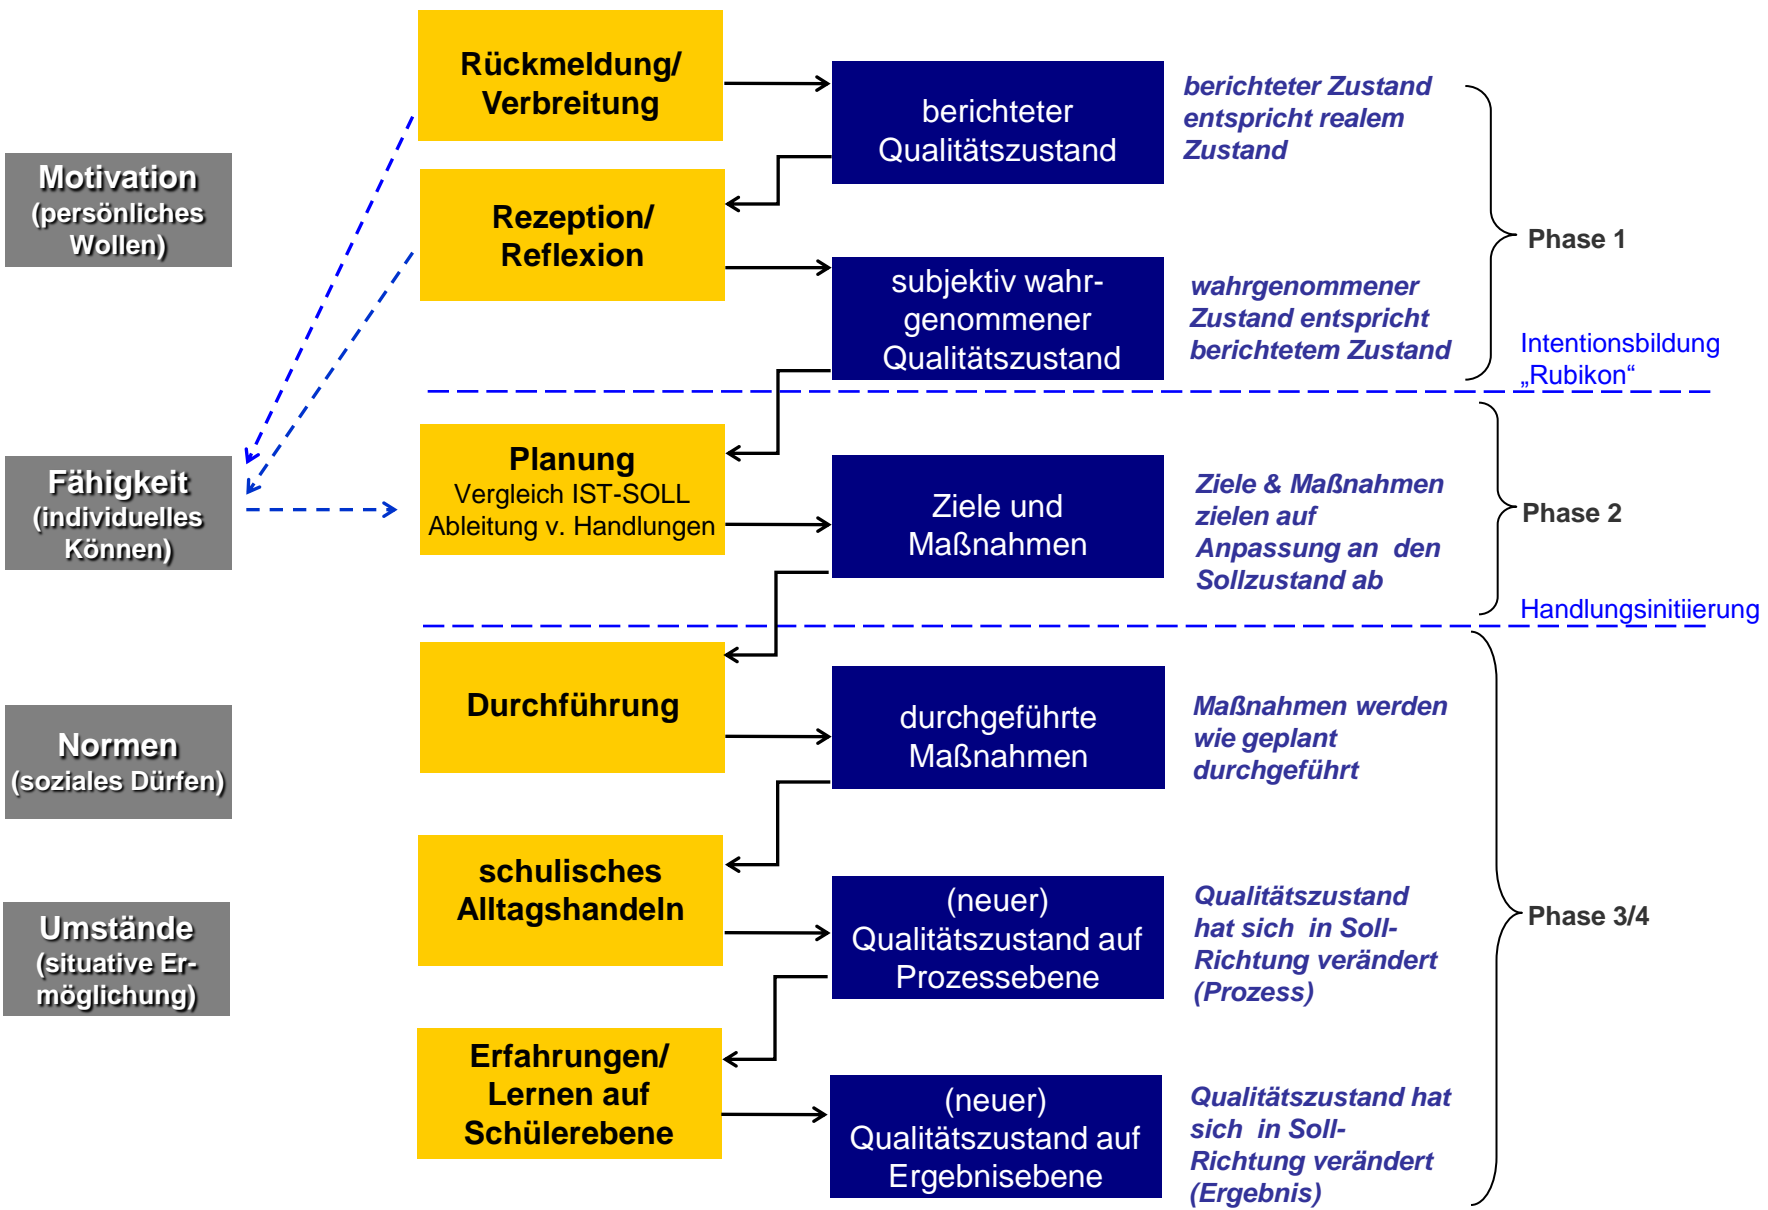 Rückmeldung/
Verbreitung
berichteter
Qualitätszustand
berichteter Zustand
entspricht realem
Zustand
Motivation
(persönliches
Wollen)
Rezeption/
Reflexion
Phase 1
subjektiv wahr-
genommener
Qualitätszustand
wahrgenommener
Zustand entspricht
berichtetem Zustand
Intentionsbildung
„Rubikon“
Fähigkeit
(individuelles
Können)
Planung
Vergleich IST-SOLL
Ableitung v. Handlungen
Ziele und
Maßnahmen
Ziele & Maßnahmen
zielen auf
Anpassung an  den
Sollzustand ab
Phase 2
Handlungsinitiierung
Normen
(soziales Dürfen)
Durchführung
durchgeführte
Maßnahmen
Maßnahmen werden
wie geplant
durchgeführt
Umstände
(situative Er-
möglichung)
schulisches
Alltagshandeln
(neuer)
Qualitätszustand auf
Prozessebene
Qualitätszustand
hat sich  in Soll-
Richtung verändert
(Prozess)
Phase 3/4
Erfahrungen/
Lernen auf
Schülerebene
(neuer)
Qualitätszustand auf
Ergebnisebene
Qualitätszustand hat
sich  in Soll-
Richtung verändert
(Ergebnis)